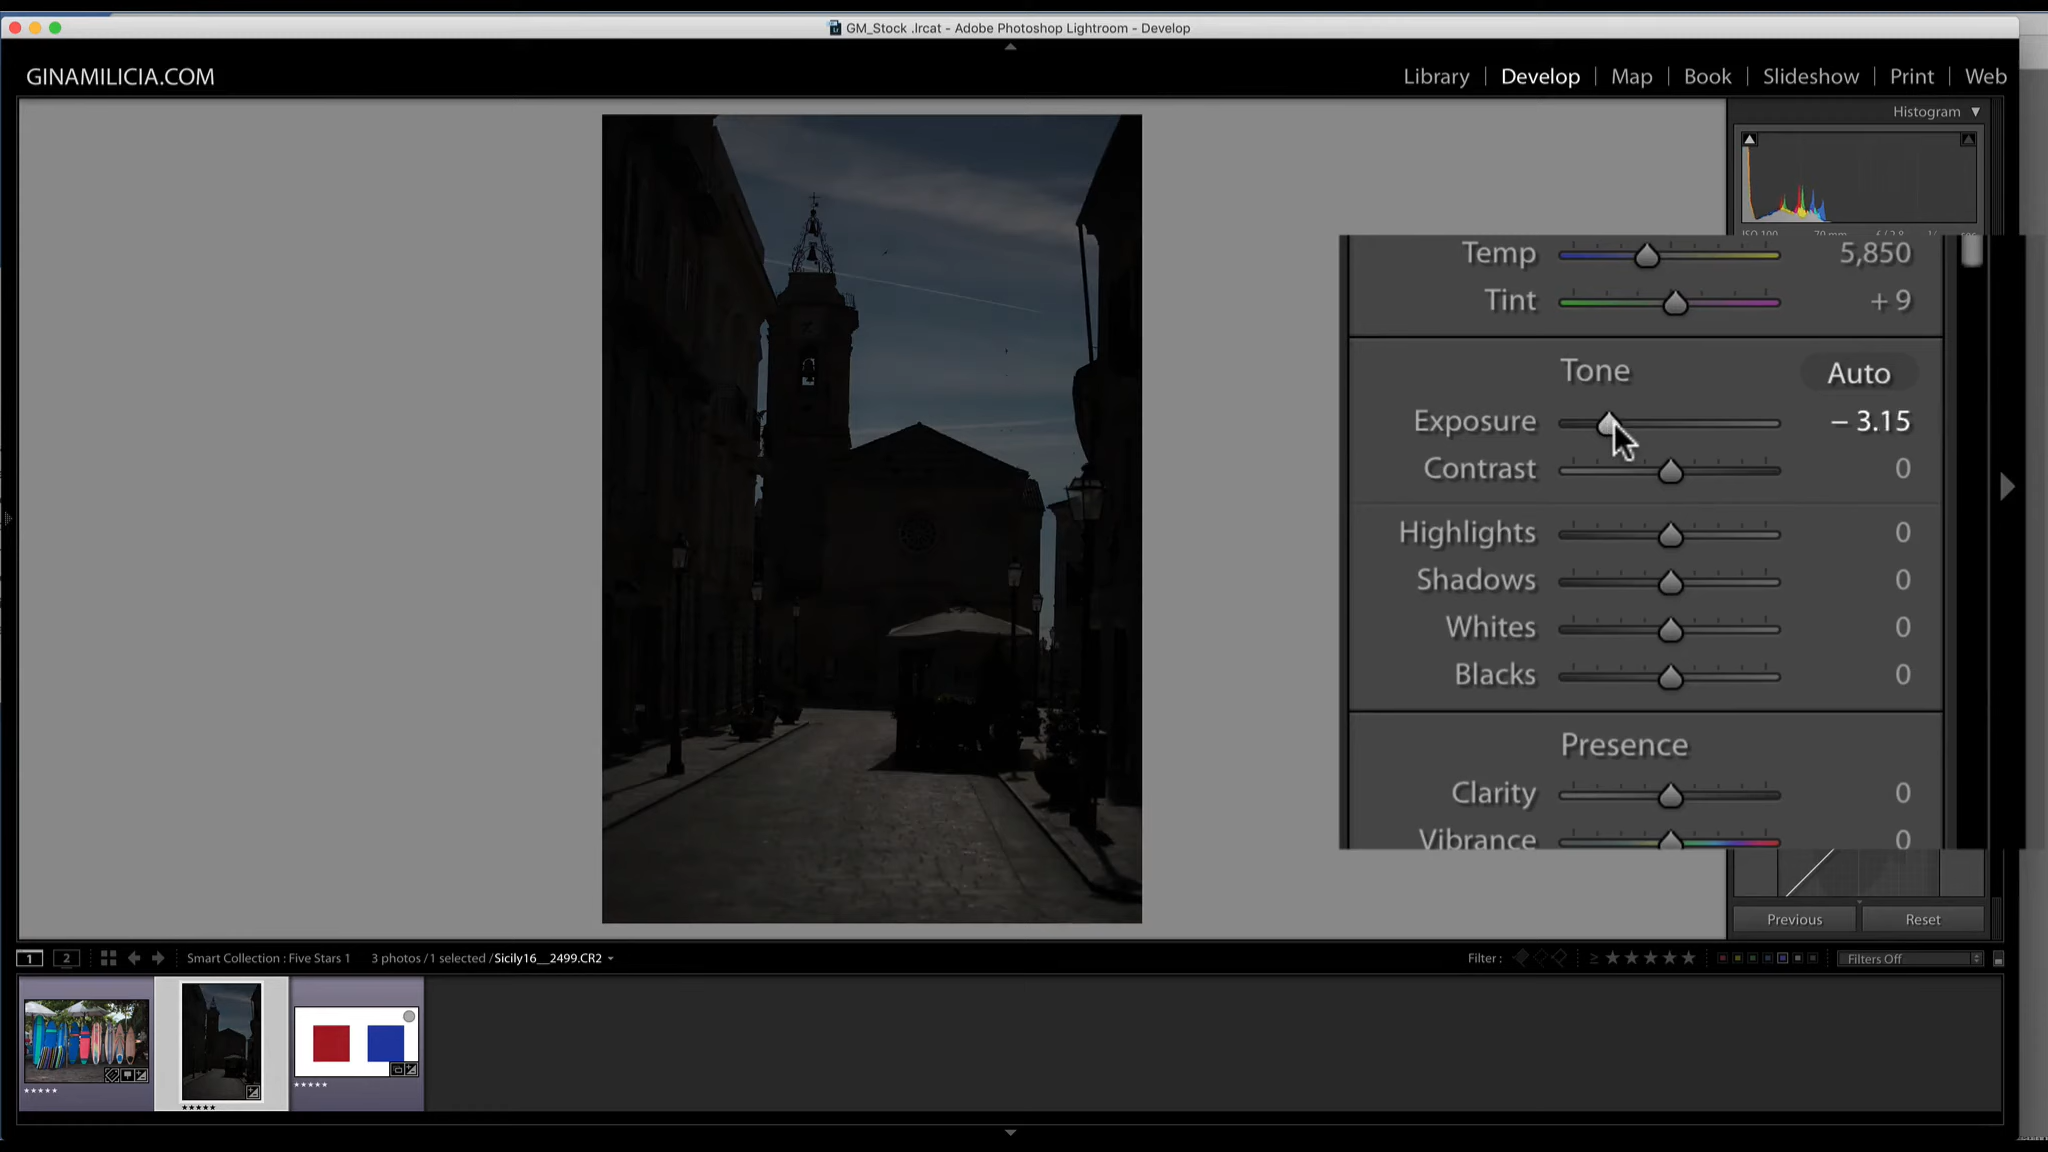 GM_Stock .lrcat - Adobe Photoshop Lightroom - Develop
GINAMILICIA.COM
Library | Develop | Map | Book | Slideshow | Print | Web
Histogram
Temp 5,850
Tint + 9
Tone Auto
Exposure − 3.15
Contrast 0
Highlights 0
Shadows 0
Whites 0
Blacks 0
Presence
Clarity 0
Vibrance 0
Previous Reset
1 2 Smart Collection : Five Stars 1 3 photos / 1 selected / Sicily16__2499.CR2 Filter : Filters Off